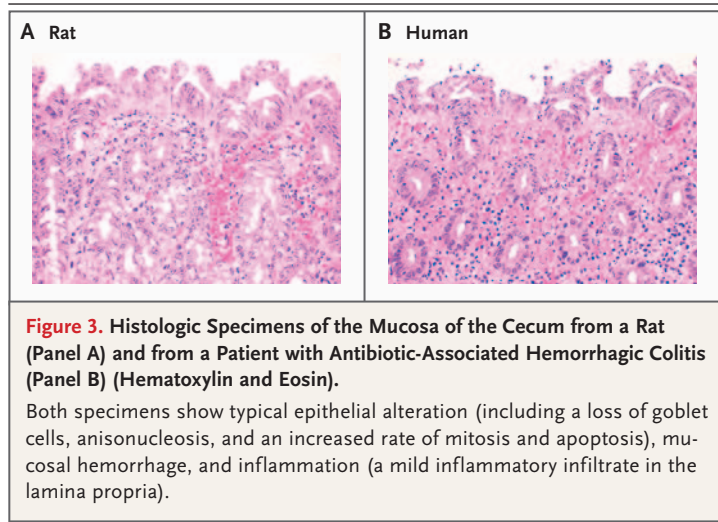 A Rat
B Human
Figure 3. Histologic Specimens of the Mucosa of the Cecum from a Rat
(Panel A) and from a Patient with Antibiotic-Associated Hemorrhagic Colitis
(Panel B) (Hematoxylin and Eosin).
Both specimens show typical epithelial alteration (including a loss of goblet
cells, anisonucleosis, and an increased rate of mitosis and apoptosis), mu-
cosal hemorrhage, and inflammation (a mild inflammatory infiltrate in the
lamina propria).